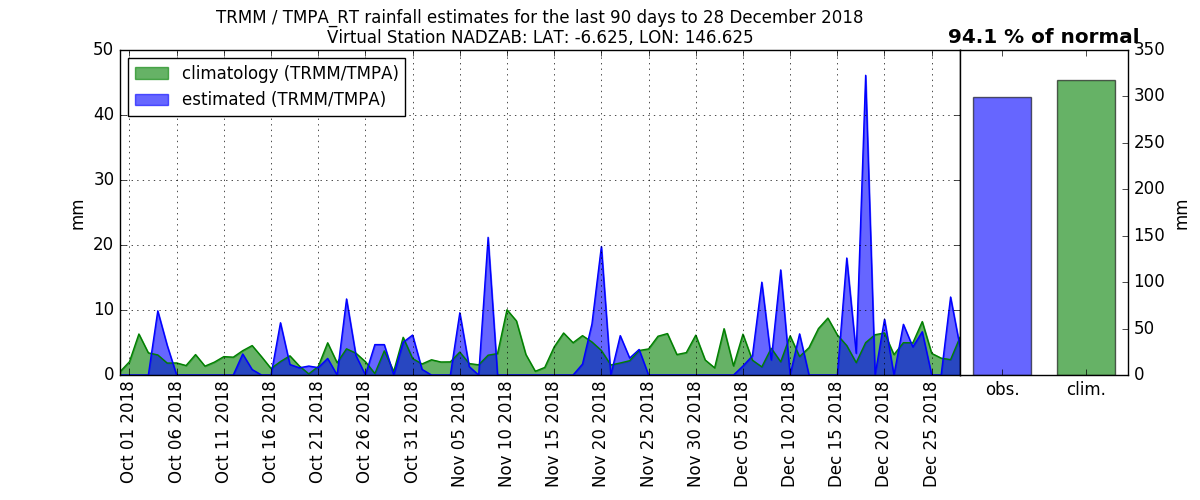 TRMM / TMPA_RT rainfall estimates for the last 90 days to 28 December 2018
Virtual Station NADZAB: LAT: -6.625, LON: 146.625
94.1 % of normal
climatology (TRMM/TMPA)
estimated (TRMM/TMPA)
50
40
30
20
10
0
mm
Oct 01 2018
Oct 06 2018
Oct 11 2018
Oct 16 2018
Oct 21 2018
Oct 26 2018
Oct 31 2018
Nov 05 2018
Nov 10 2018
Nov 15 2018
Nov 20 2018
Nov 25 2018
Nov 30 2018
Dec 05 2018
Dec 10 2018
Dec 15 2018
Dec 20 2018
Dec 25 2018
350
300
250
200
150
100
50
0
mm
obs.
clim.